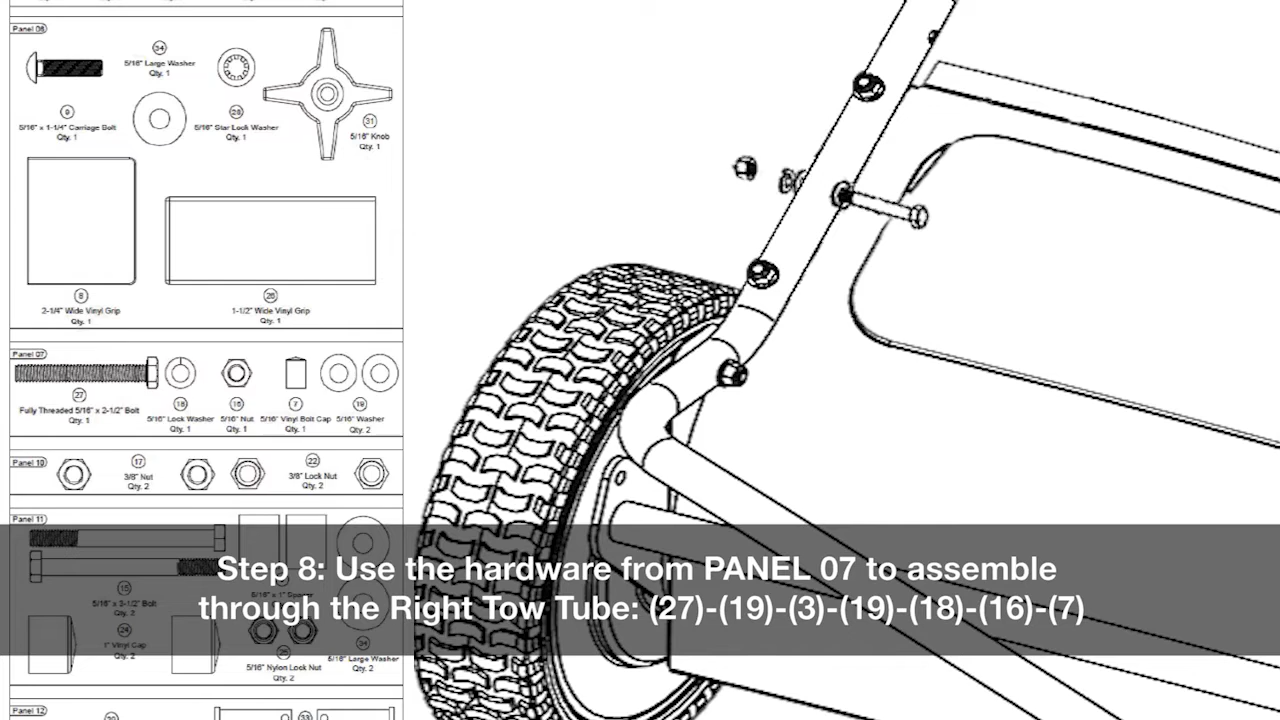 Panel 06
34
5/16" Large Washer
Qty. 1
9
5/16" x 1-1/4" Carriage Bolt
Qty. 1
28
5/16" Star Lock Washer
Qty. 1
31
5/16" Knob
Qty. 1
8
2-1/4" Wide Vinyl Grip
Qty. 1
26
1-1/2" Wide Vinyl Grip
Qty. 1
Panel 07
27
Fully Threaded 5/16" x 2-1/2" Bolt
Qty. 1
18
5/16" Lock Washer
Qty. 1
16
5/16" Nut
Qty. 1
7
5/16" Vinyl Bolt Cap
Qty. 1
19
5/16" Washer
Qty. 2
Panel 10
17
3/8" Nut
Qty. 2
22
3/8" Lock Nut
Qty. 2
Panel 11
15
5/16" x 3-1/2" Bolt
Qty. 2
5/16" x 1" Spacer
24
1" Vinyl Cap
Qty. 2
5/16" Nylon Lock Nut
Qty. 2
34
5/16" Large Washer
Qty. 2
Panel 12
33
Step 8: Use the hardware from PANEL 07 to assemble
through the Right Tow Tube: (27)-(19)-(3)-(19)-(18)-(16)-(7)